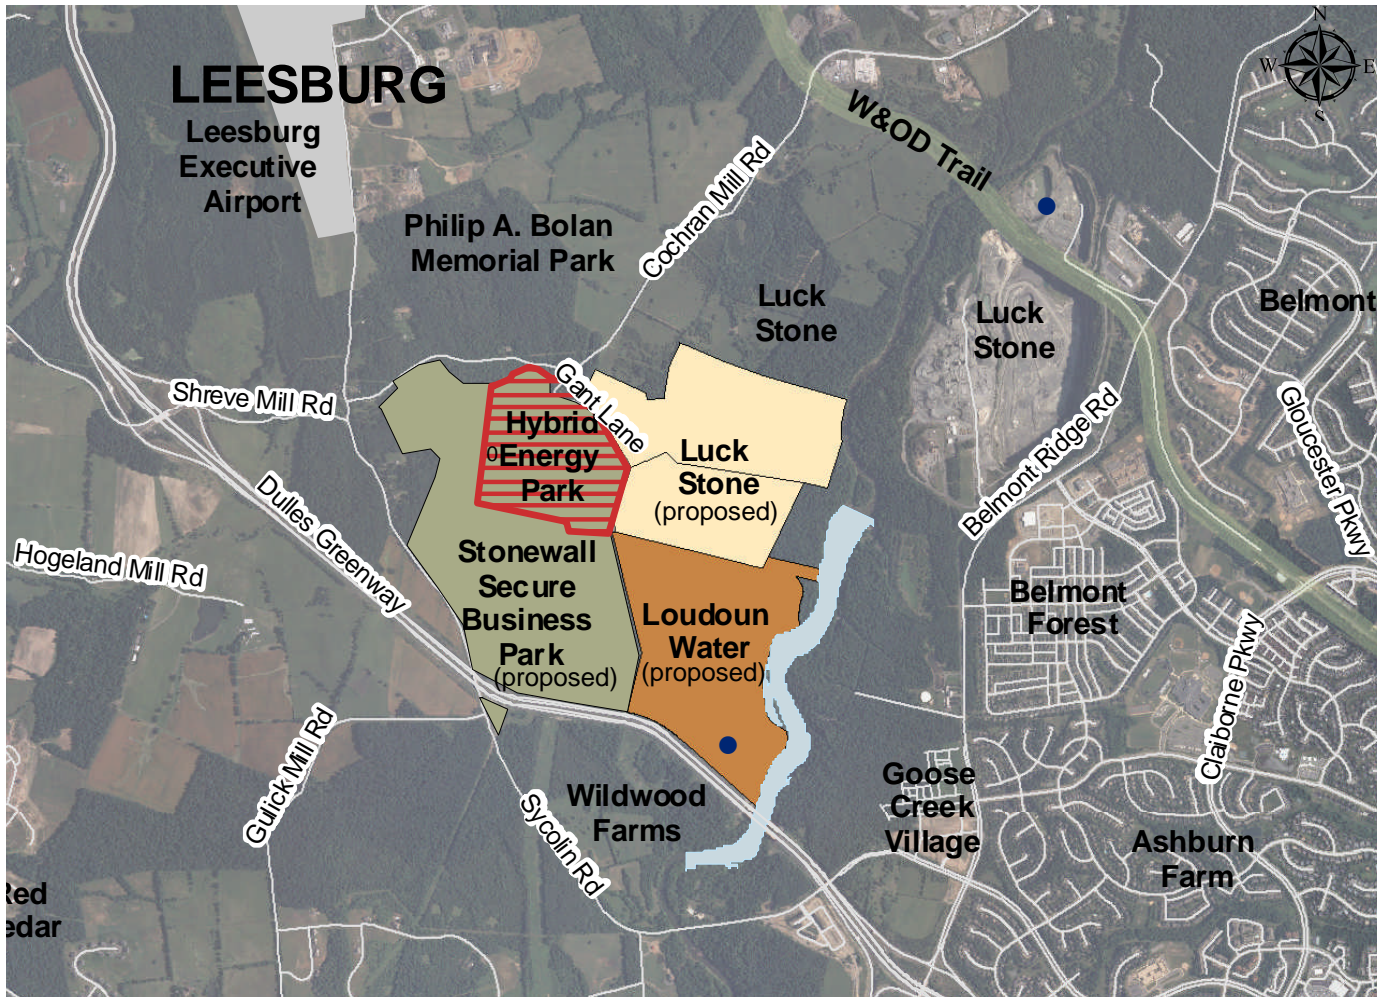 N
W
E
S
LEESBURG
Leesburg
Executive
Airport
W&OD Trail
Cochran Mill Rd
Philip A. Bolan
Memorial Park
Luck
Stone
Luck
Stone
Belmont
Shreve Mill Rd
Gant Lane
Hybrid
0Energy
Park
Luck
Stone
(proposed)
Belmont Ridge Rd
Gloucester Pkwy
Dulles Greenway
Hogeland Mill Rd
Stonewall
Secure
Business
Park
(proposed)
Loudoun
Water
(proposed)
Belmont
Forest
Claiborne Pkwy
Gulick Mill Rd
Sycolin Rd
Wildwood
Farms
Goose
Creek
Village
Ashburn
Farm
Red
edar